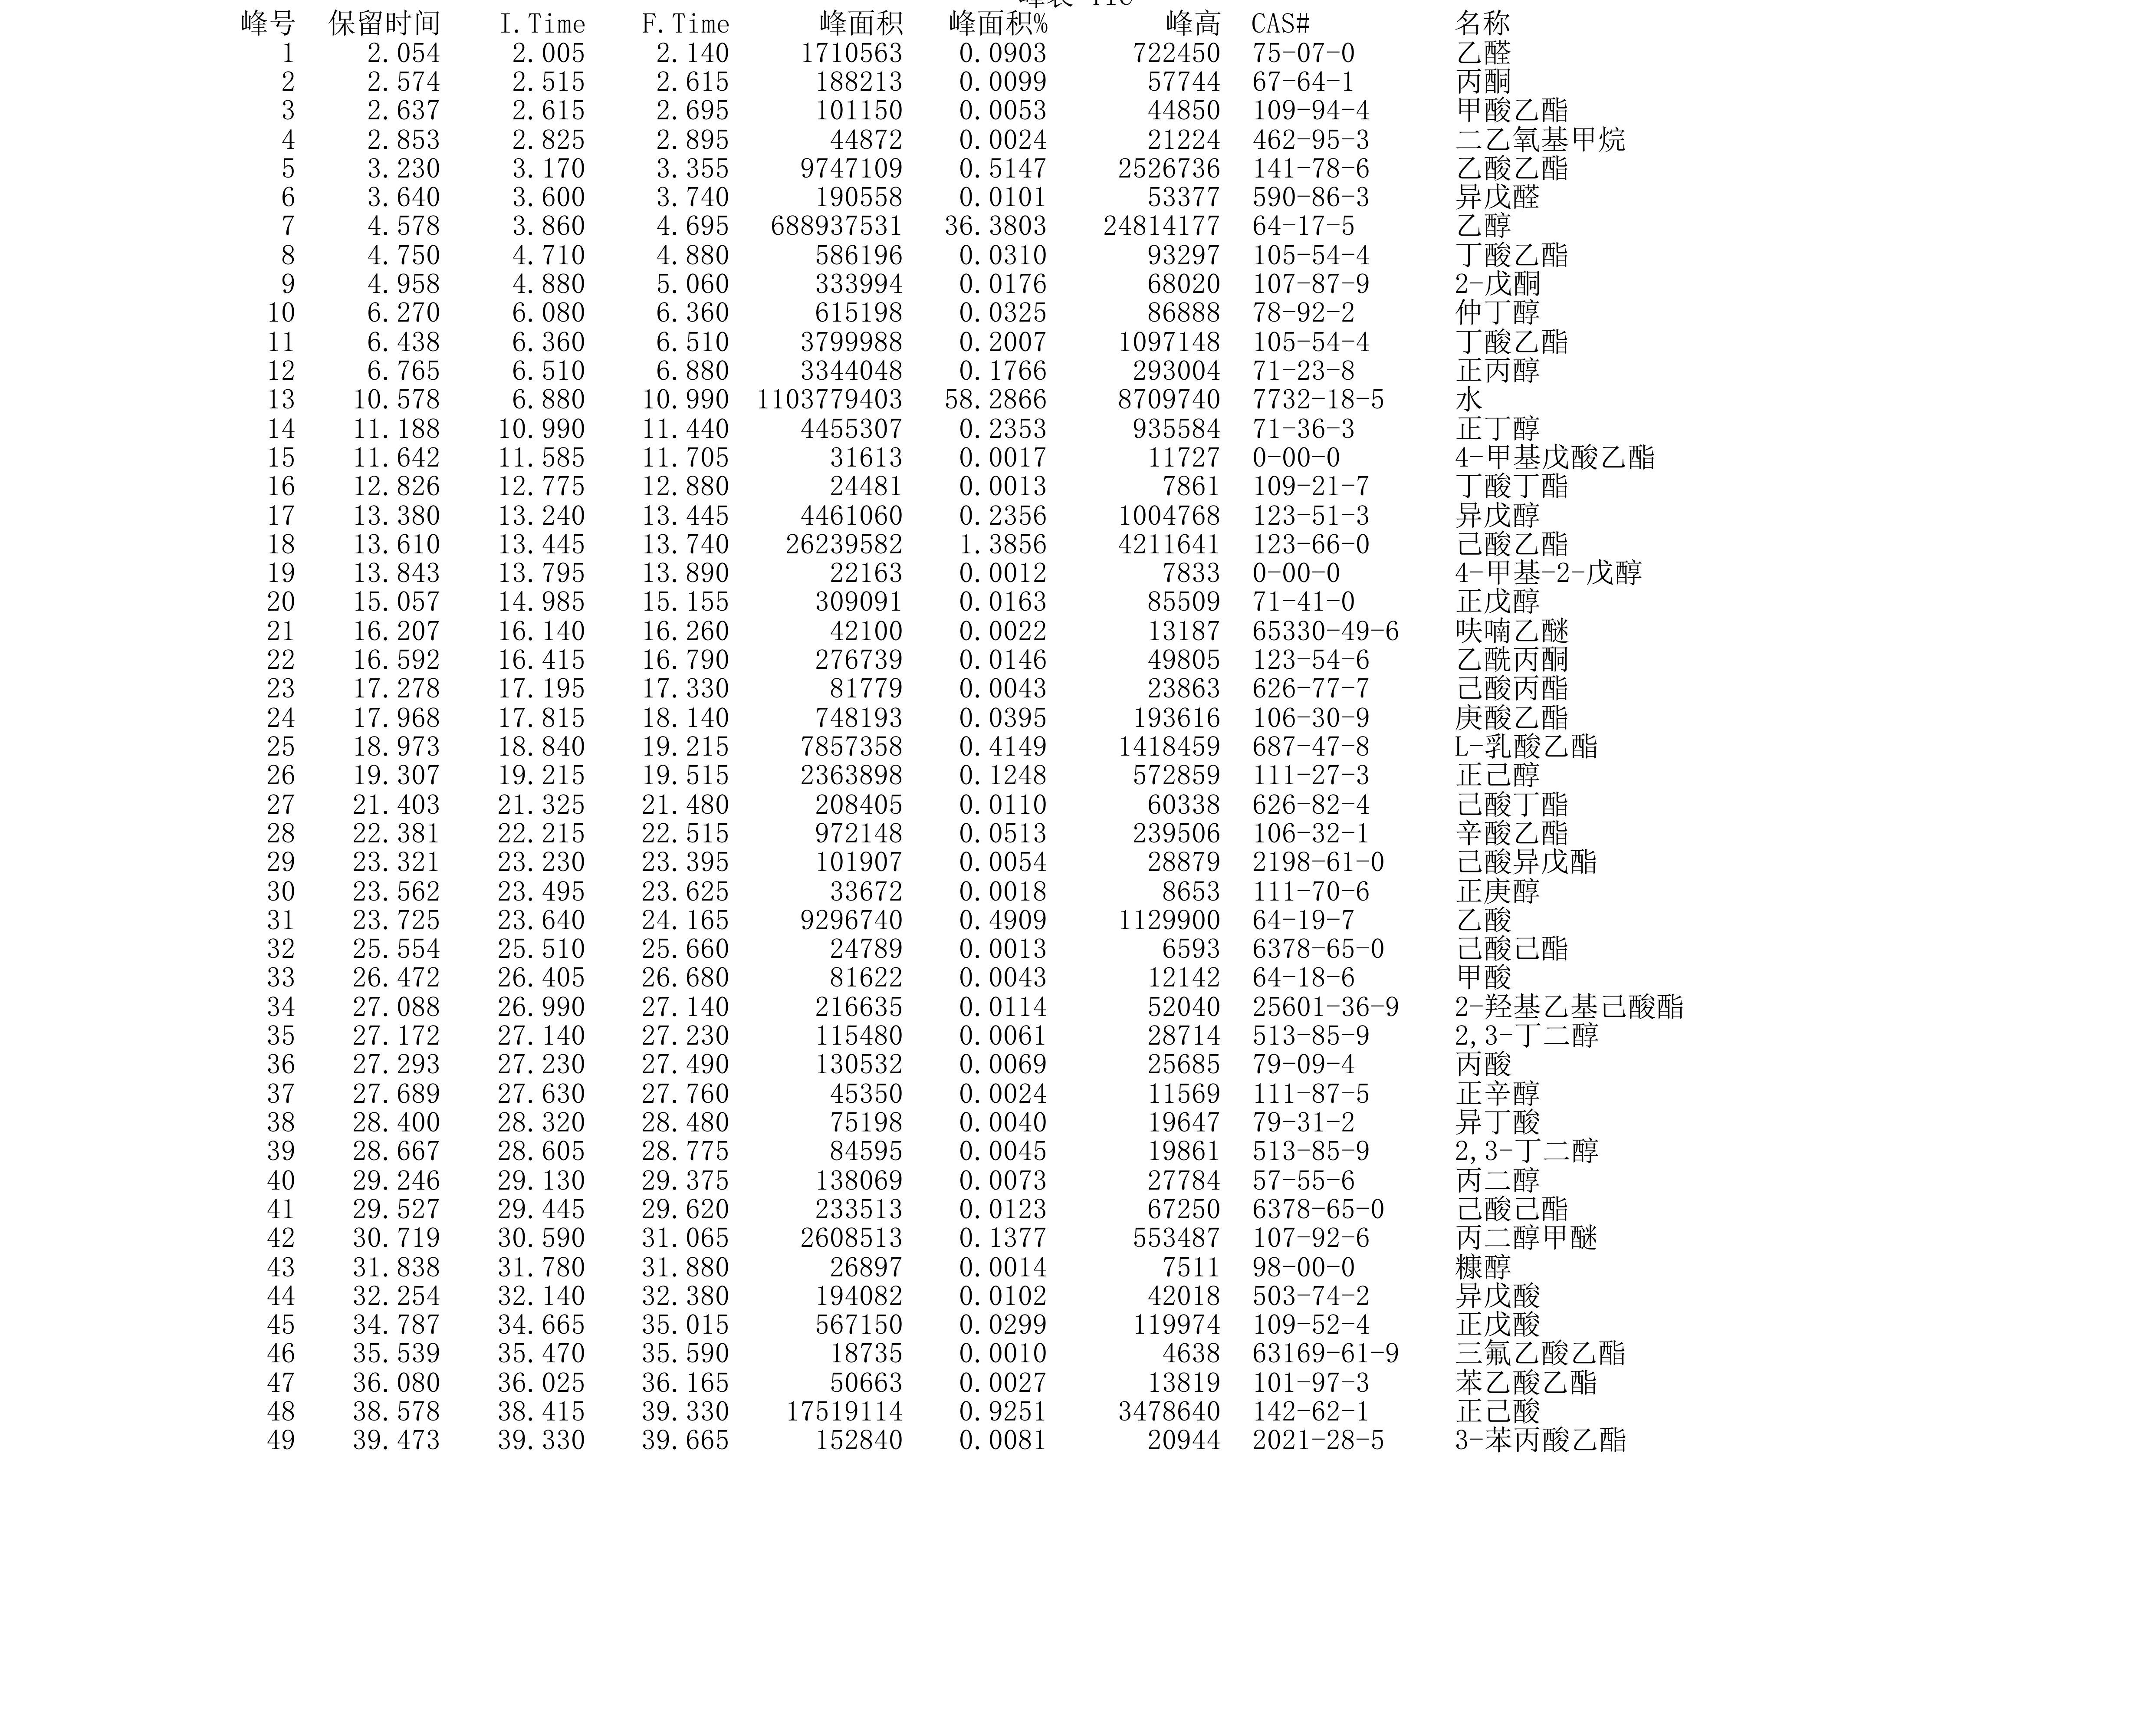 峰号 保留时间 I.Time F.Time 峰面积 峰面积% 峰高 CAS# 名称
1 2.054 2.005 2.140 1710563 0.0903 722450 75-07-0 乙醛
2 2.574 2.515 2.615 188213 0.0099 57744 67-64-1 丙酮
3 2.637 2.615 2.695 101150 0.0053 44850 109-94-4 甲酸乙酯
4 2.853 2.825 2.895 44872 0.0024 21224 462-95-3 二乙氧基甲烷
5 3.230 3.170 3.355 9747109 0.5147 2526736 141-78-6 乙酸乙酯
6 3.640 3.600 3.740 190558 0.0101 53377 590-86-3 异戊醛
7 4.578 3.860 4.695 688937531 36.3803 24814177 64-17-5 乙醇
8 4.750 4.710 4.880 586196 0.0310 93297 105-54-4 丁酸乙酯
9 4.958 4.880 5.060 333994 0.0176 68020 107-87-9 2-戊酮
10 6.270 6.080 6.360 615198 0.0325 86888 78-92-2 仲丁醇
11 6.438 6.360 6.510 3799988 0.2007 1097148 105-54-4 丁酸乙酯
12 6.765 6.510 6.880 3344048 0.1766 293004 71-23-8 正丙醇
13 10.578 6.880 10.990 1103779403 58.2866 8709740 7732-18-5 水
14 11.188 10.990 11.440 4455307 0.2353 935584 71-36-3 正丁醇
15 11.642 11.585 11.705 31613 0.0017 11727 0-00-0 4-甲基戊酸乙酯
16 12.826 12.775 12.880 24481 0.0013 7861 109-21-7 丁酸丁酯
17 13.380 13.240 13.445 4461060 0.2356 1004768 123-51-3 异戊醇
18 13.610 13.445 13.740 26239582 1.3856 4211641 123-66-0 己酸乙酯
19 13.843 13.795 13.890 22163 0.0012 7833 0-00-0 4-甲基-2-戊醇
20 15.057 14.985 15.155 309091 0.0163 85509 71-41-0 正戊醇
21 16.207 16.140 16.260 42100 0.0022 13187 65330-49-6 呋喃乙醚
22 16.592 16.415 16.790 276739 0.0146 49805 123-54-6 乙酰丙酮
23 17.278 17.195 17.330 81779 0.0043 23863 626-77-7 己酸丙酯
24 17.968 17.815 18.140 748193 0.0395 193616 106-30-9 庚酸乙酯
25 18.973 18.840 19.215 7857358 0.4149 1418459 687-47-8 L-乳酸乙酯
26 19.307 19.215 19.515 2363898 0.1248 572859 111-27-3 正己醇
27 21.403 21.325 21.480 208405 0.0110 60338 626-82-4 己酸丁酯
28 22.381 22.215 22.515 972148 0.0513 239506 106-32-1 辛酸乙酯
29 23.321 23.230 23.395 101907 0.0054 28879 2198-61-0 己酸异戊酯
30 23.562 23.495 23.625 33672 0.0018 8653 111-70-6 正庚醇
31 23.725 23.640 24.165 9296740 0.4909 1129900 64-19-7 乙酸
32 25.554 25.510 25.660 24789 0.0013 6593 6378-65-0 己酸己酯
33 26.472 26.405 26.680 81622 0.0043 12142 64-18-6 甲酸
34 27.088 26.990 27.140 216635 0.0114 52040 25601-36-9 2-羟基乙基己酸酯
35 27.172 27.140 27.230 115480 0.0061 28714 513-85-9 2,3-丁二醇
36 27.293 27.230 27.490 130532 0.0069 25685 79-09-4 丙酸
37 27.689 27.630 27.760 45350 0.0024 11569 111-87-5 正辛醇
38 28.400 28.320 28.480 75198 0.0040 19647 79-31-2 异丁酸
39 28.667 28.605 28.775 84595 0.0045 19861 513-85-9 2,3-丁二醇
40 29.246 29.130 29.375 138069 0.0073 27784 57-55-6 丙二醇
41 29.527 29.445 29.620 233513 0.0123 67250 6378-65-0 己酸己酯
42 30.719 30.590 31.065 2608513 0.1377 553487 107-92-6 丙二醇甲醚
43 31.838 31.780 31.880 26897 0.0014 7511 98-00-0 糠醇
44 32.254 32.140 32.380 194082 0.0102 42018 503-74-2 异戊酸
45 34.787 34.665 35.015 567150 0.0299 119974 109-52-4 正戊酸
46 35.539 35.470 35.590 18735 0.0010 4638 63169-61-9 三氟乙酸乙酯
47 36.080 36.025 36.165 50663 0.0027 13819 101-97-3 苯乙酸乙酯
48 38.578 38.415 39.330 17519114 0.9251 3478640 142-62-1 正己酸
49 39.473 39.330 39.665 152840 0.0081 20944 2021-28-5 3-苯丙酸乙酯